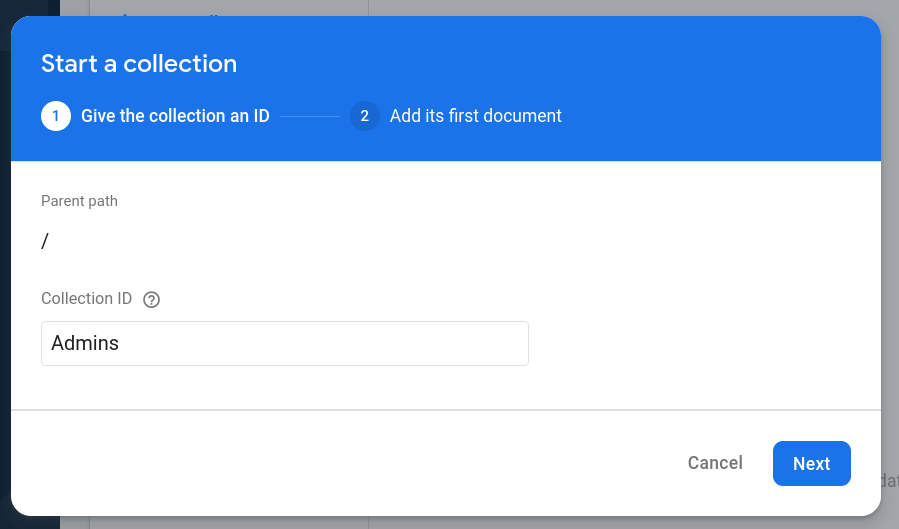 Start a collection
1 Give the collection an ID 2 Add its first document
Parent path
/
Collection ID ?
Admins
Cancel Next